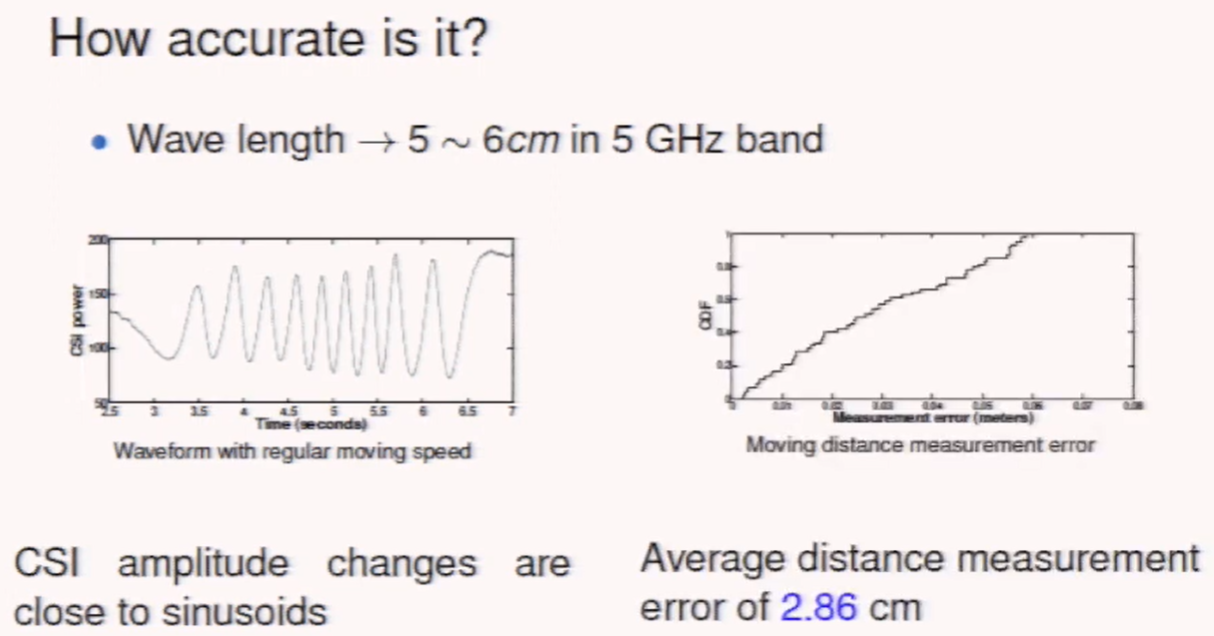 How accurate is it?
• Wave length → 5 ~ 6cm in 5 GHz band
200
150
100
50
CSI power
2.5 3 3.5 4 4.5 5 5.5 6 6.5 7
Time (seconds)
Waveform with regular moving speed
1
0.8
0.6
0.4
0.2
0
CDF
0 0.01 0.02 0.03 0.04 0.05 0.06 0.07 0.08
Measurement error (meters)
Moving distance measurement error
CSI amplitude changes are
close to sinusoids
Average distance measurement
error of 2.86 cm